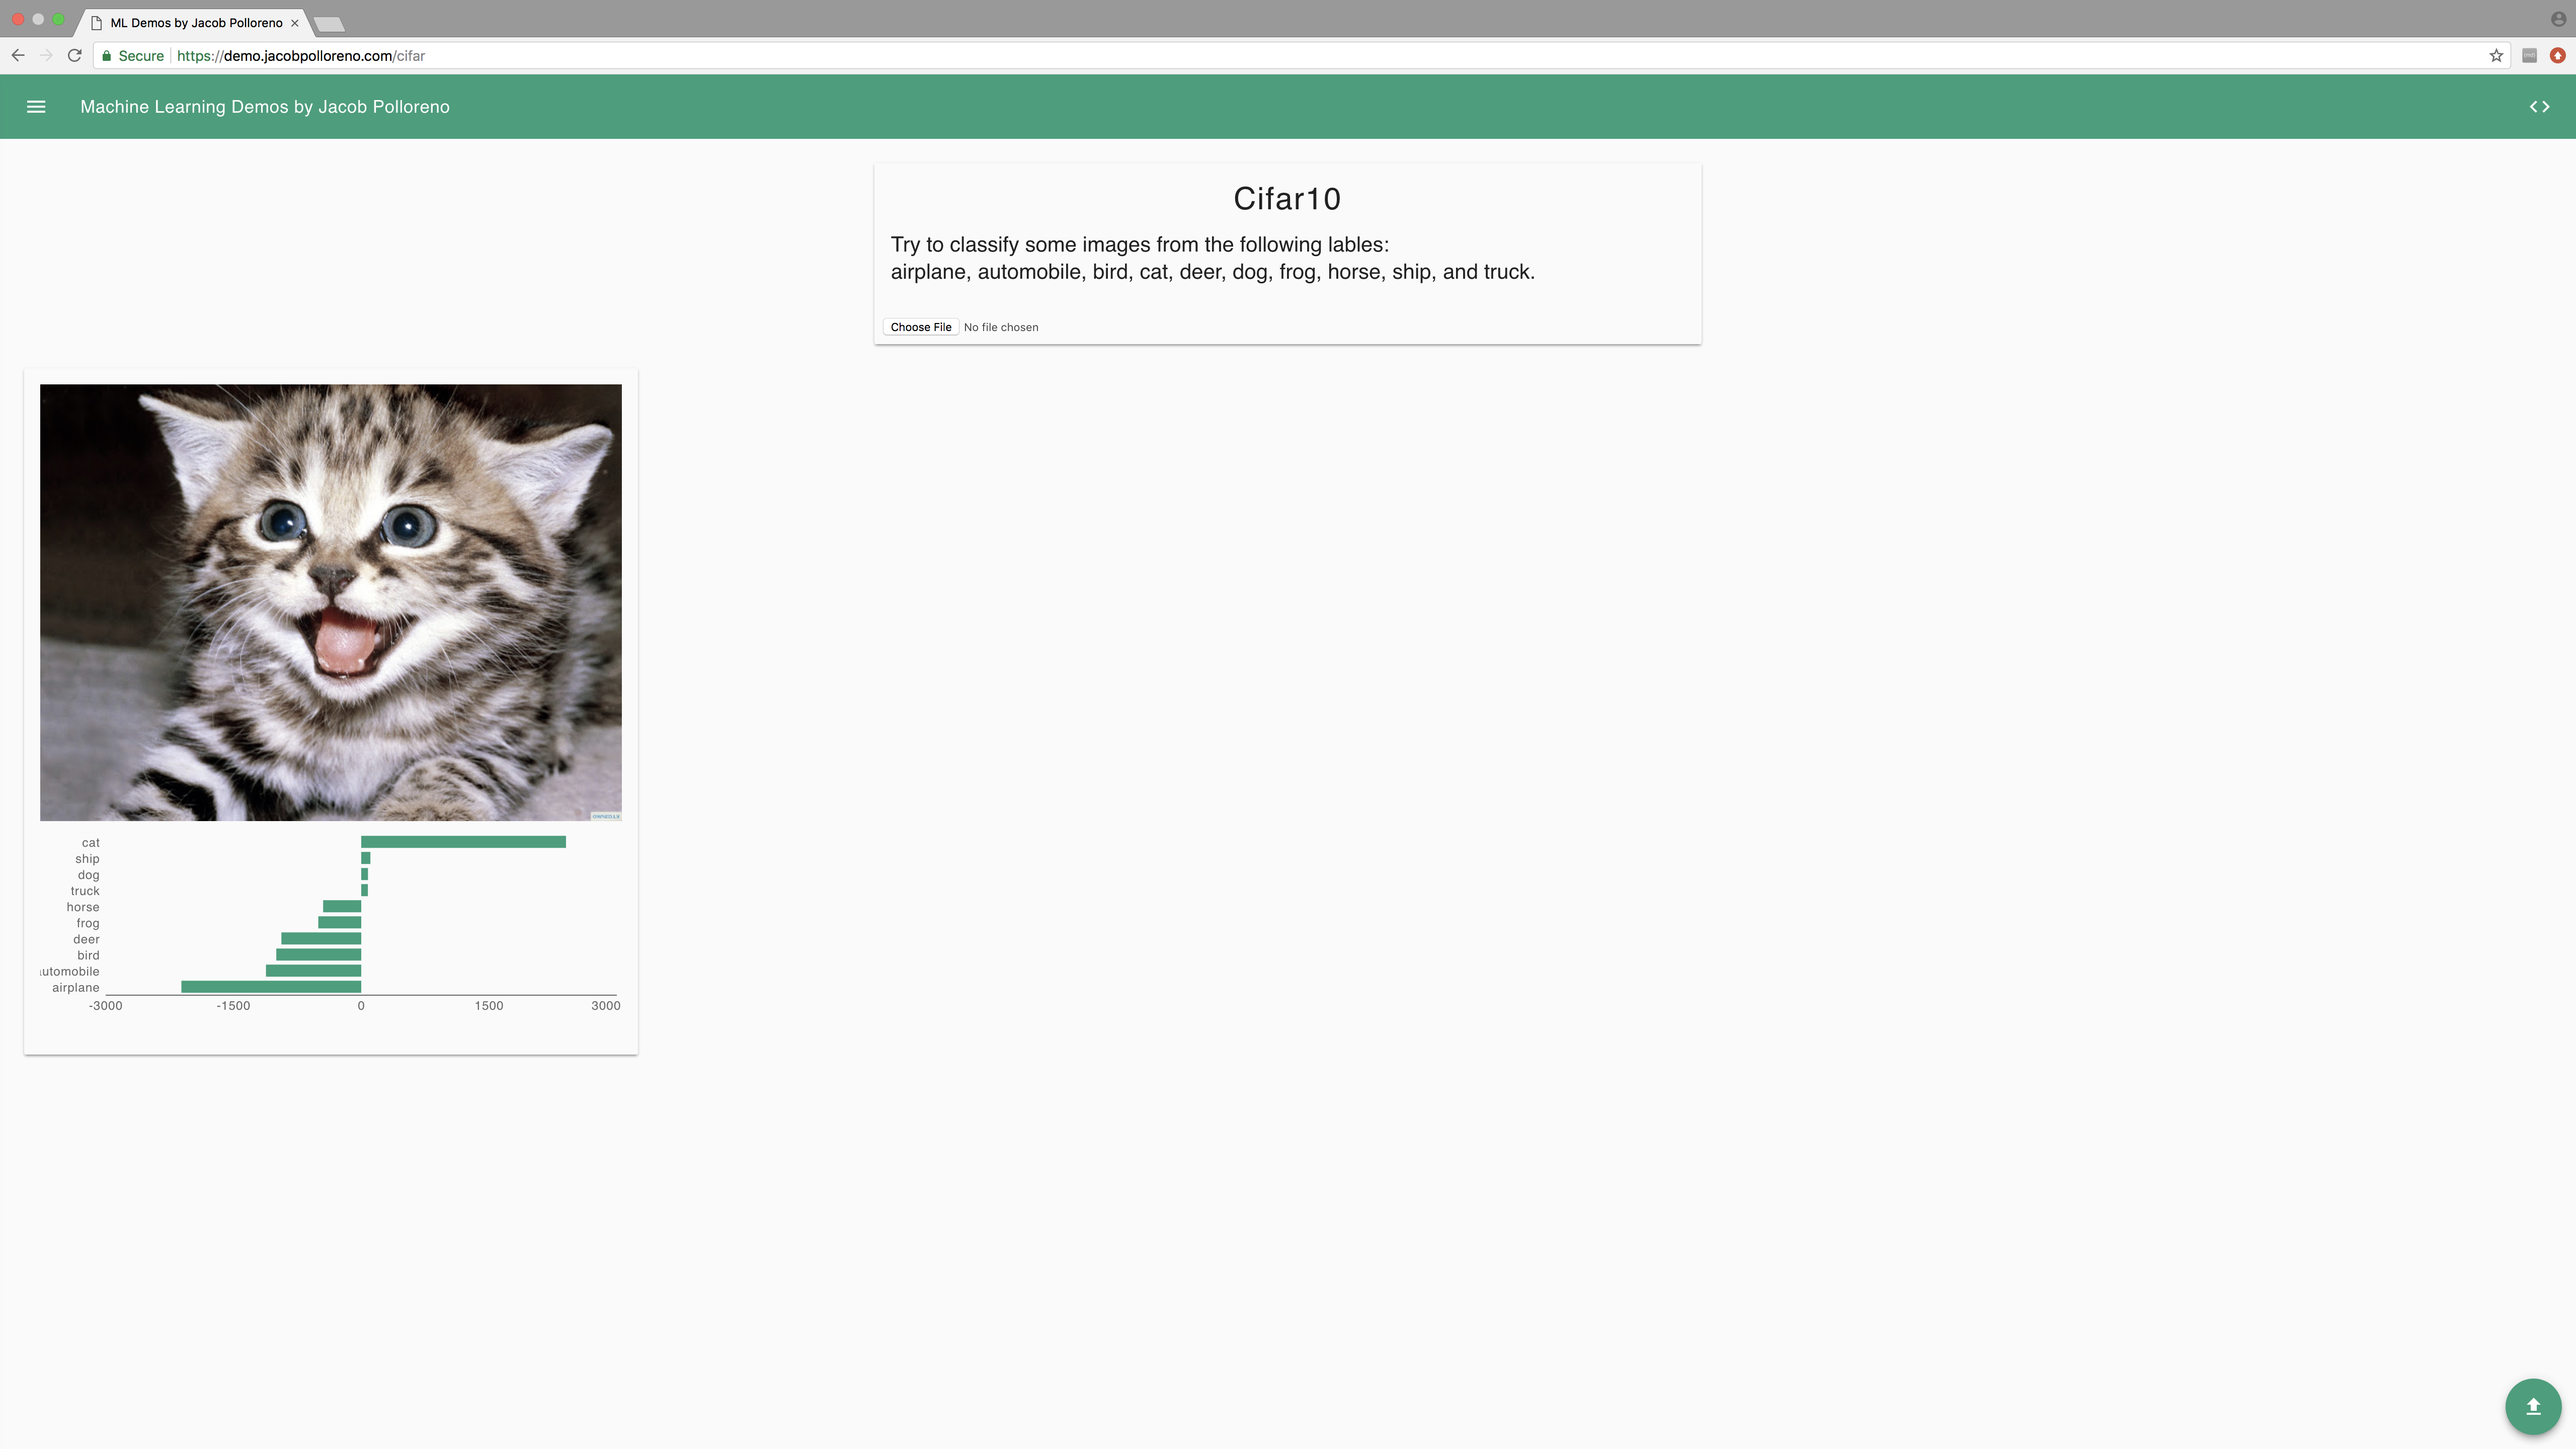 ML Demos by Jacob Polloreno
Secure https://demo.jacobpolloreno.com/cifar
Machine Learning Demos by Jacob Polloreno
Cifar10
Try to classify some images from the following lables:
airplane, automobile, bird, cat, deer, dog, frog, horse, ship, and truck.
Choose File No file chosen
cat
ship
dog
truck
horse
frog
deer
bird
utomobile
airplane
-3000 -1500 0 1500 3000